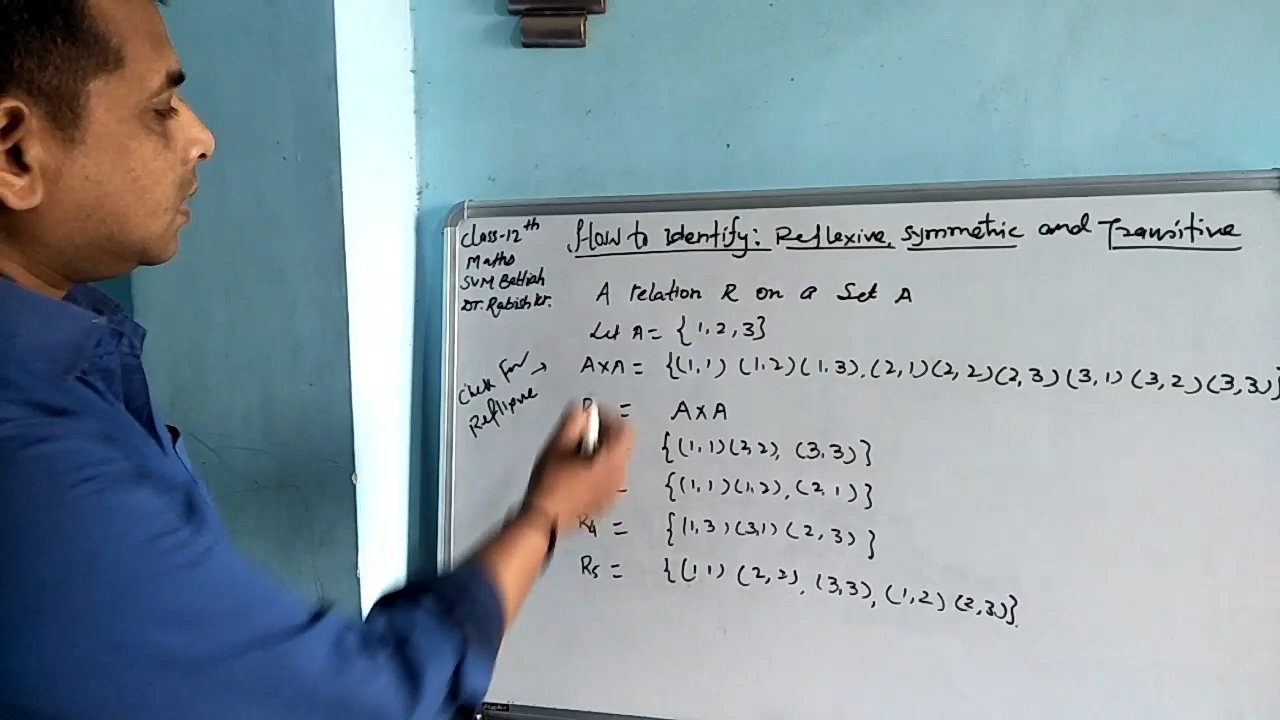 Class-12th
Maths
SVM Bettiah
Dr. Rabish Kr.
How to Identify: Reflexive, Symmetric and Transitive
A relation R on a Set A
Let A = {1,2,3}
Check For → Reflexive
A×A = {(1,1) (1,2) (1,3), (2,1) (2,2) (2,3) (3,1) (3,2) (3,3)}
= A×A
{(1,1) (2,2), (3,3)}
= {(1,1) (1,2), (2,1)}
R4 = {(1,3) (3,1) (2,3)}
R5 = {(1,1) (2,2), (3,3), (1,2) (2,3)}.